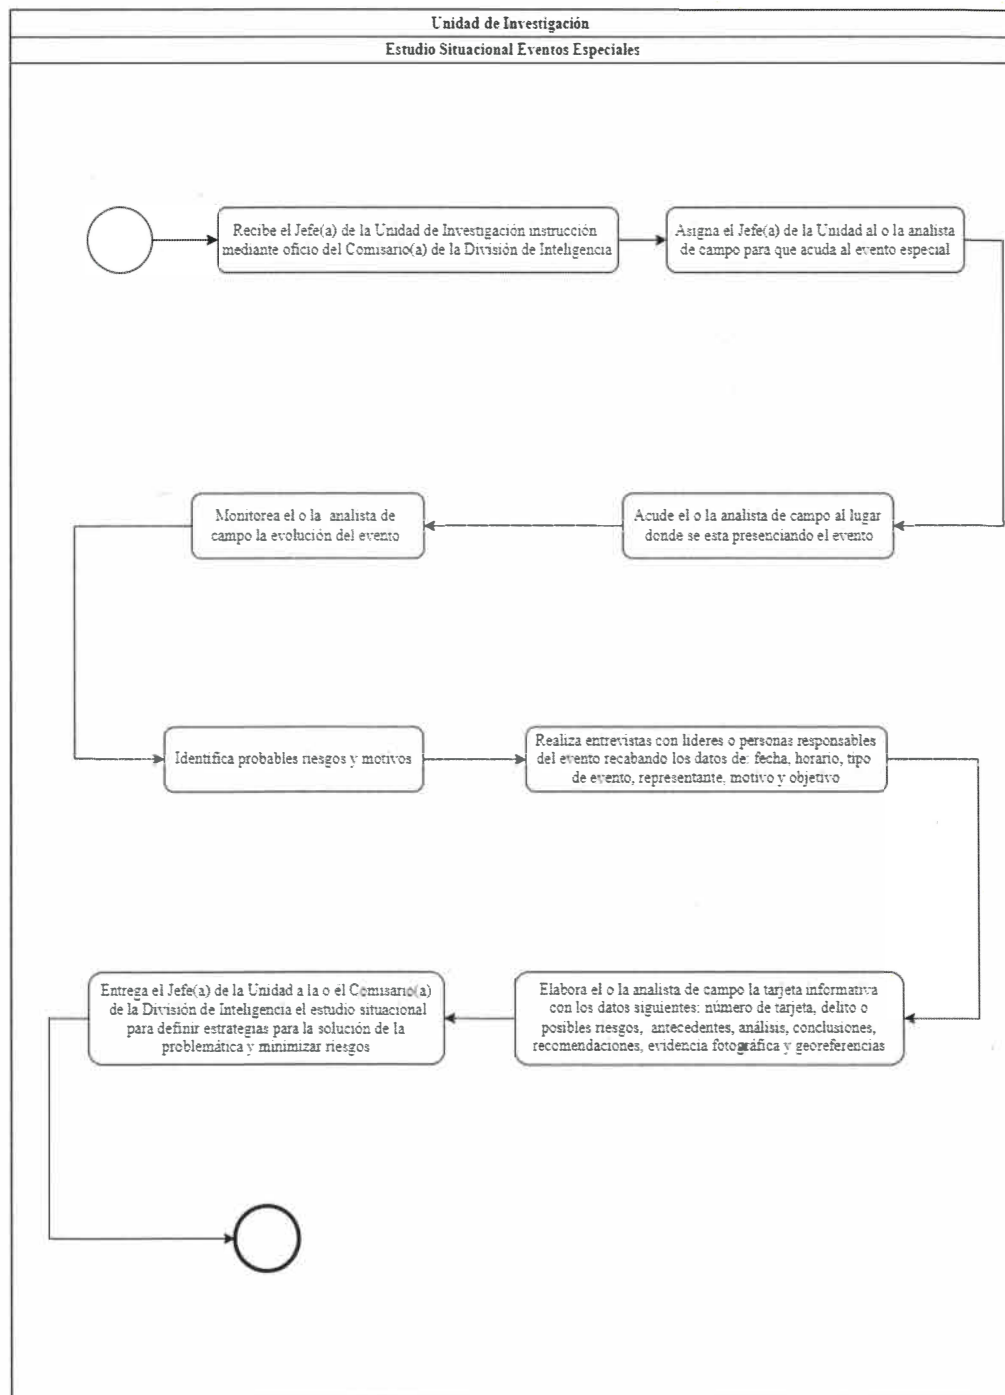 Unidad de Investigación
Estudio Situacional Eventos Especiales
Recibe el Jefe(a) de la Unidad de Investigación instrucción
mediante oficio del Comisario(a) de la División de Inteligencia
Asigna el Jefe(a) de la Unidad al o la analista
de campo para que acuda al evento especial
Monitorea el o la analista de
campo la evolución del evento
Acude el o la analista de campo al lugar
donde se esta presenciando el evento
Identifica probables riesgos y motivos
Realiza entrevistas con lideres o personas responsables
del evento recabando los datos de: fecha, horario, tipo
de evento, representante, motivo y objetivo
Entrega el Jefe(a) de la Unidad a la o él Comisario(a)
de la División de Inteligencia el estudio situacional
para definir estrategias para la solución de la
problemática y minimizar riesgos
Elabora el o la analista de campo la tarjeta informativa
con los datos siguientes: número de tarjeta, delito o
posibles riesgos, antecedentes, análisis, conclusiones,
recomendaciones, evidencia fotográfica y georeferencias